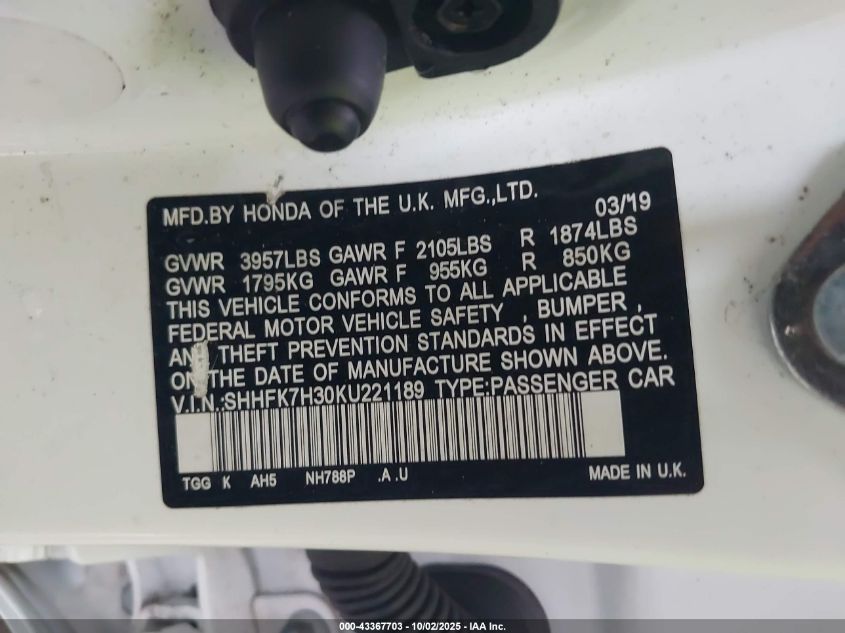 MFD.BY HONDA OF THE U.K. MFG.,LTD.
03/19
GVWR 3957LBS GAWR F 2105LBS R 1874LBS
GVWR 1795KG GAWR F 955KG R 850KG
THIS VEHICLE CONFORMS TO ALL APPLICABLE
FEDERAL MOTOR VEHICLE SAFETY , BUMPER ,
AND THEFT PREVENTION STANDARDS IN EFFECT
ON THE DATE OF MANUFACTURE SHOWN ABOVE.
V.I.N.:SHHFK7H30KU221189 TYPE:PASSENGER CAR
TGG K AH5 NH788P .A .U MADE IN U.K.
000-43367703 - 10/02/2025 - IAA Inc.